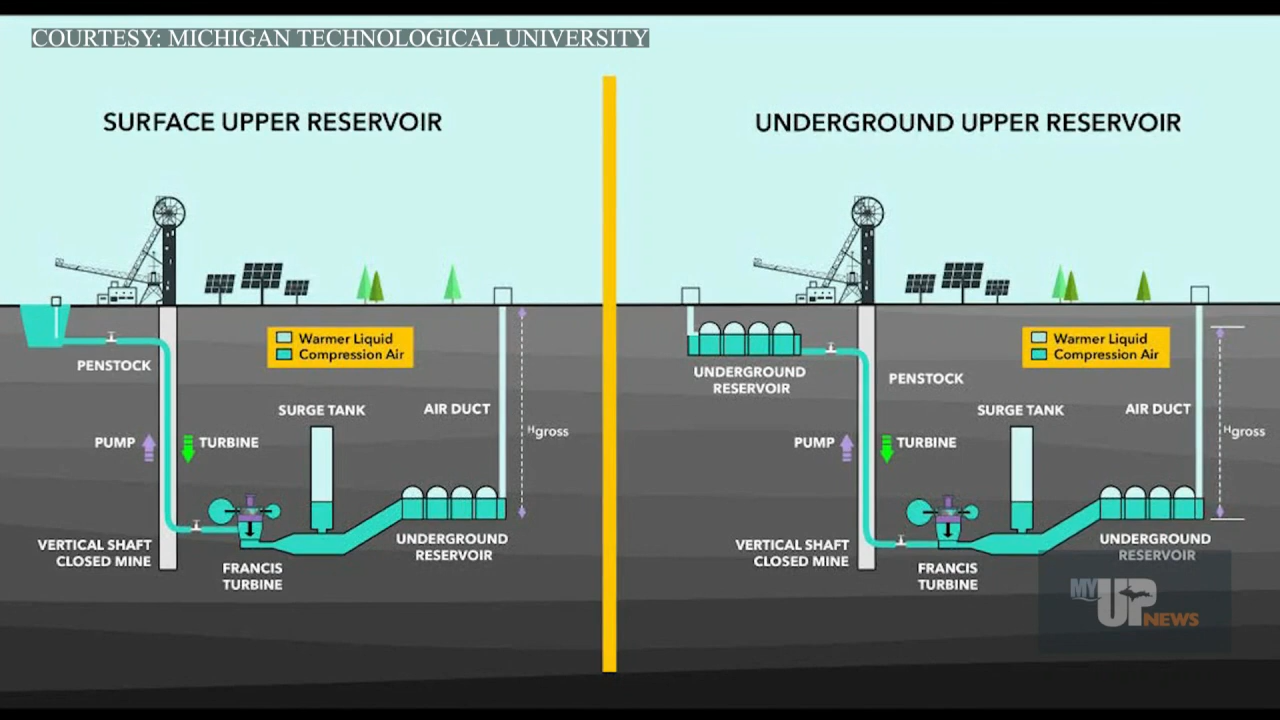 COURTESY: MICHIGAN TECHNOLOGICAL UNIVERSITY
SURFACE UPPER RESERVOIR
Warmer Liquid
Compression Air
PENSTOCK
SURGE TANK
AIR DUCT
Hgross
PUMP
TURBINE
VERTICAL SHAFT
CLOSED MINE
FRANCIS
TURBINE
UNDERGROUND
RESERVOIR
UNDERGROUND UPPER RESERVOIR
Warmer Liquid
Compression Air
UNDERGROUND
RESERVOIR
PENSTOCK
SURGE TANK
AIR DUCT
Hgross
PUMP
TURBINE
VERTICAL SHAFT
CLOSED MINE
FRANCIS
TURBINE
UNDERGROUND
RESERVOIR
MY
UP
NEWS